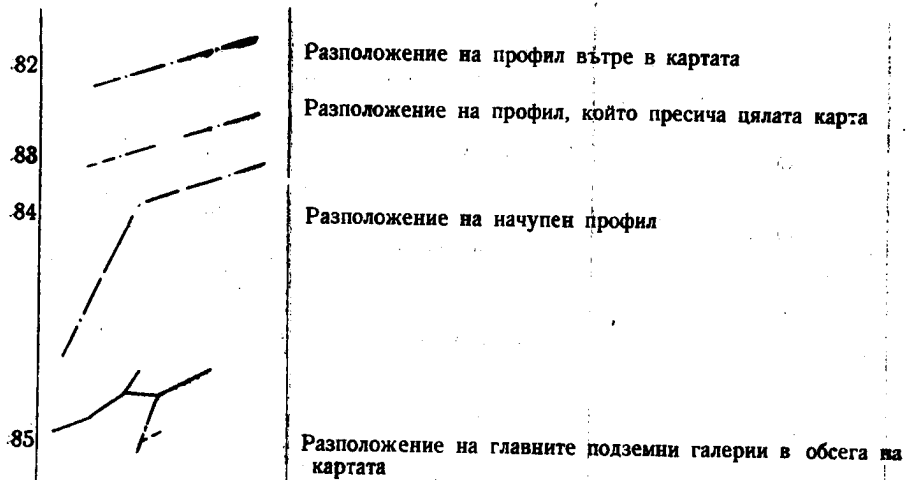 82 Разположение на профил вътре в картата
83 Разположение на профил, който пресича цялата карта
84 Разположение на начупен профил
85 Разположение на главните подземни галерии в обсега на
картата